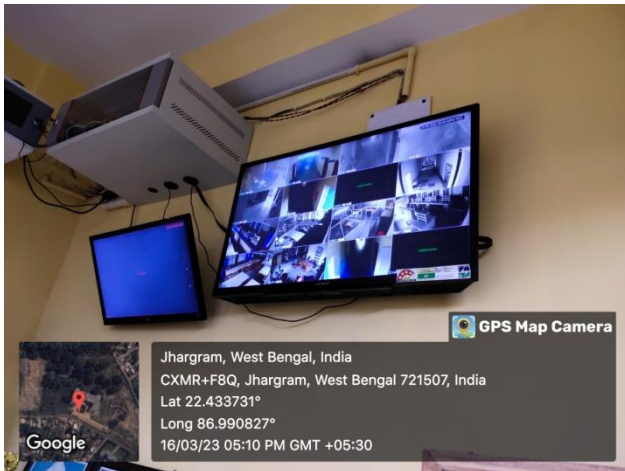 GPS Map Camera
Jhargram, West Bengal, India
CXMR+F8Q, Jhargram, West Bengal 721507, India
Lat 22.433731°
Long 86.990827°
16/03/23 05:10 PM GMT +05:30
Google